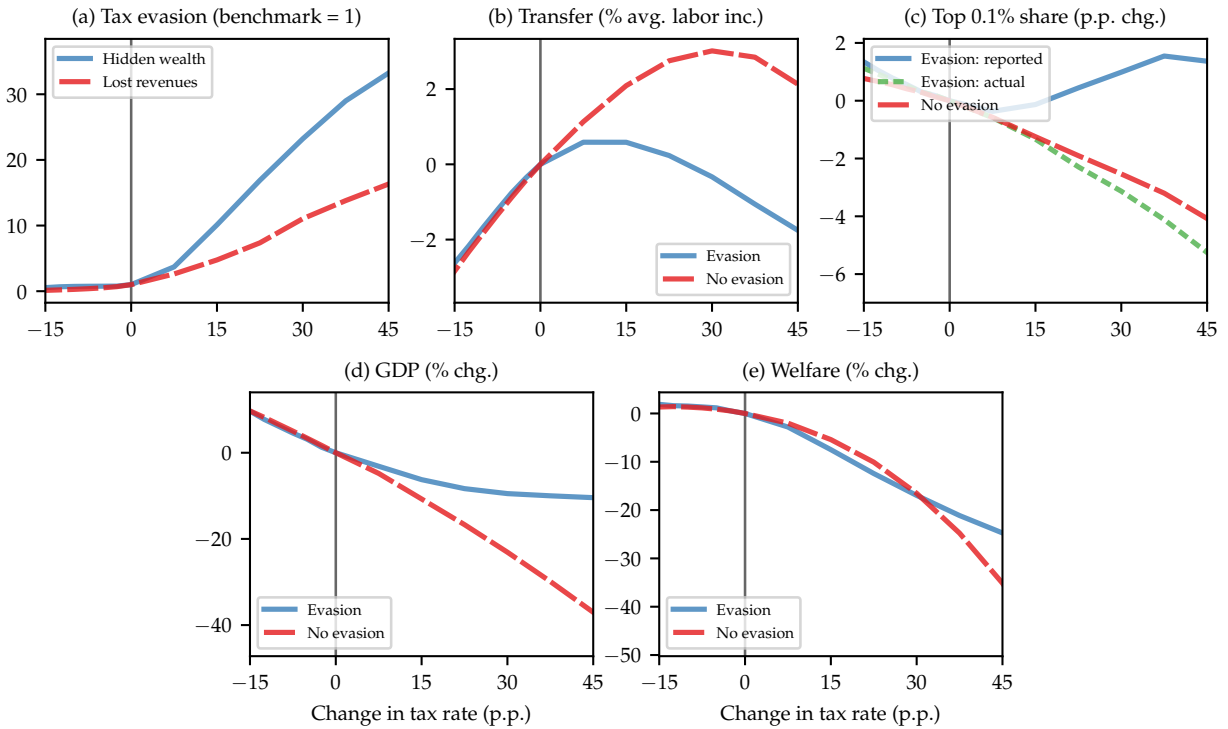 (a) Tax evasion (benchmark = 1)
Hidden wealth
Lost revenues
30
20
10
0
−15 0 15 30 45
(b) Transfer (% avg. labor inc.)
2
0
−2
Evasion
No evasion
−15 0 15 30 45
(c) Top 0.1% share (p.p. chg.)
2
0
−2
−4
−6
Evasion: reported
Evasion: actual
No evasion
−15 0 15 30 45
(d) GDP (% chg.)
0
−20
−40
Evasion
No evasion
−15 0 15 30 45
Change in tax rate (p.p.)
(e) Welfare (% chg.)
0
−10
−20
−30
−40
−50
Evasion
No evasion
−15 0 15 30 45
Change in tax rate (p.p.)